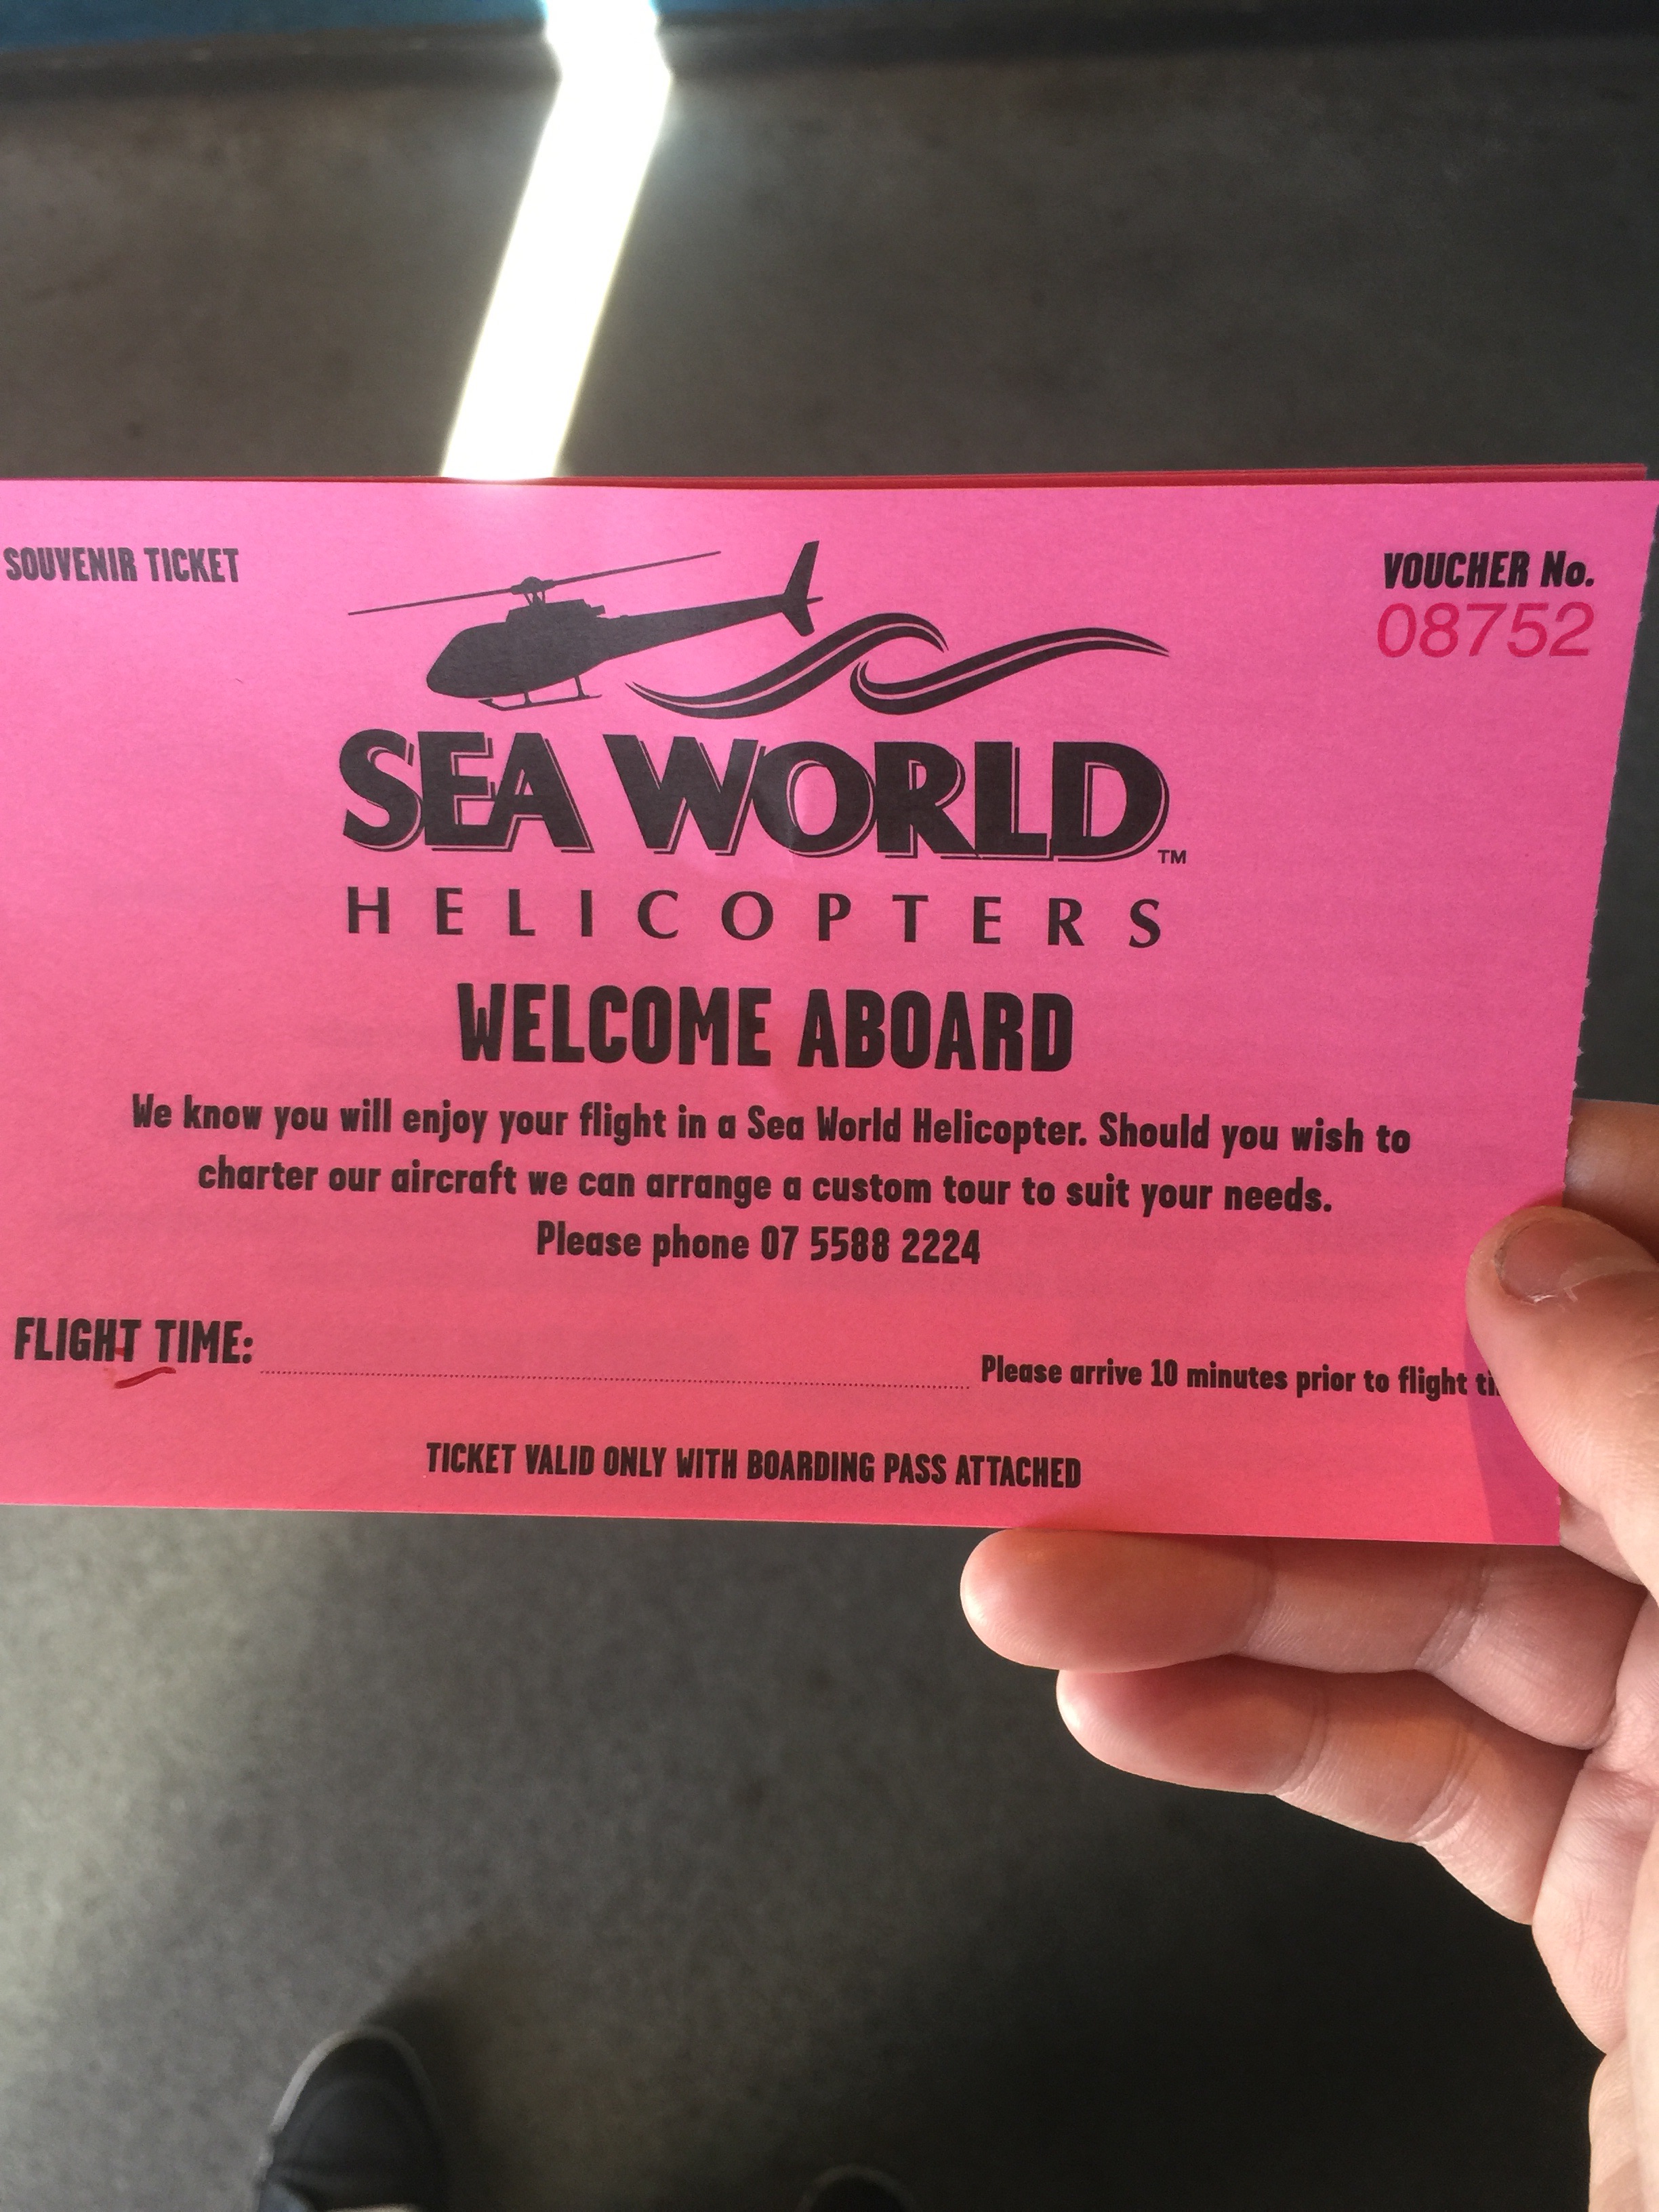 SOUVENIR TICKET
VOUCHER No.
08752
SEA WORLD TM
HELICOPTERS
WELCOME ABOARD
We know you will enjoy your flight in a Sea World Helicopter. Should you wish to
charter our aircraft we can arrange a custom tour to suit your needs.
Please phone 07 5588 2224
FLIGHT TIME:
Please arrive 10 minutes prior to flight
TICKET VALID ONLY WITH BOARDING PASS ATTACHED